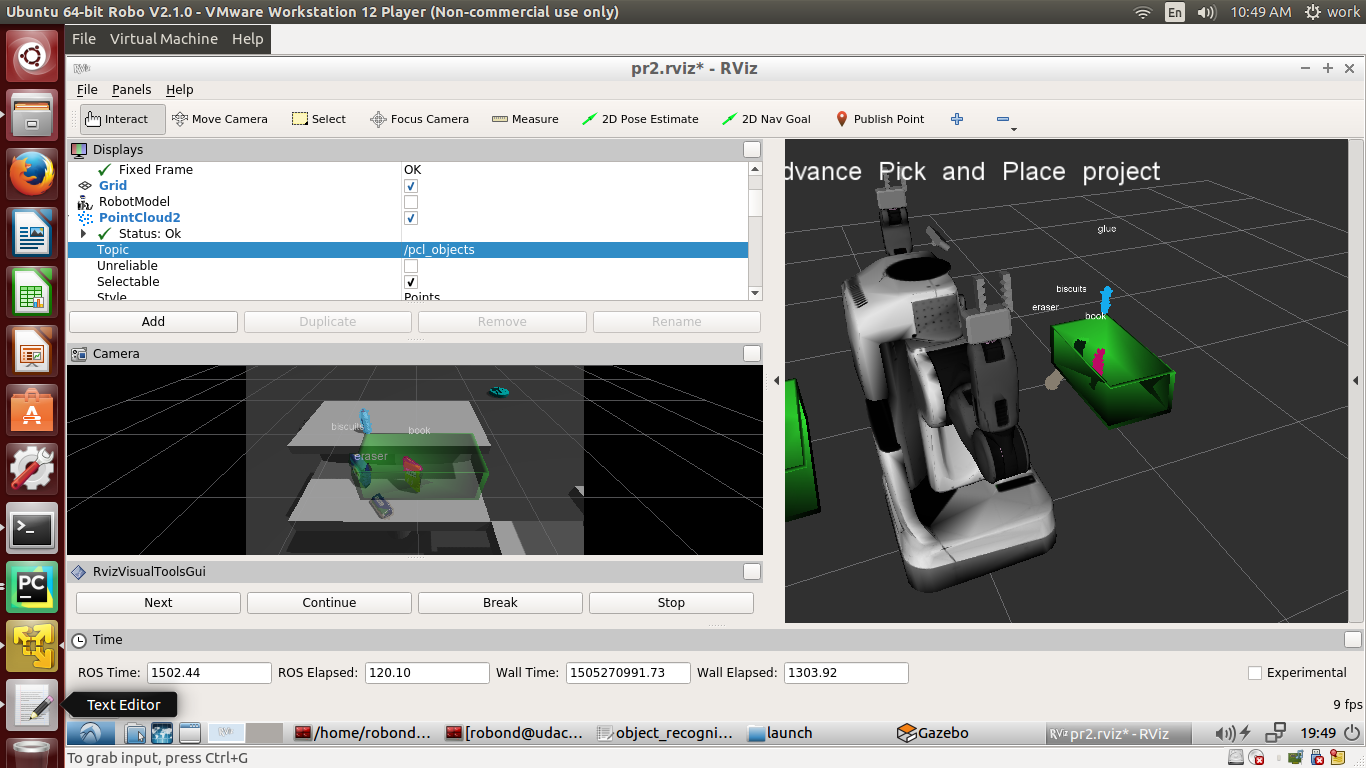 Ubuntu 64-bit Robo V2.1.0 - VMware Workstation 12 Player (Non-commercial use only)
En
10:49 AM
work
File Virtual Machine Help
RViz
pr2.rviz* - RViz
File Panels Help
Interact Move Camera Select Focus Camera Measure 2D Pose Estimate 2D Nav Goal Publish Point
Displays
Fixed Frame OK
Grid
RobotModel
PointCloud2
Status: Ok
Topic /pcl_objects
Unreliable
Selectable
Style Points
Add Duplicate Remove Rename
Camera
biscuits
book
eraser
RvizVisualToolsGui
Next Continue Break Stop
dvance Pick and Place project
glue
biscuits
eraser
book
Time
ROS Time: 1502.44 ROS Elapsed: 120.10 Wall Time: 1505270991.73 Wall Elapsed: 1303.92 Experimental
PC
Text Editor
9 fps
RViz
/home/robond... [robond@udac... object_recogni... launch Gazebo RViz pr2.rviz* - RViz 19:49
To grab input, press Ctrl+G